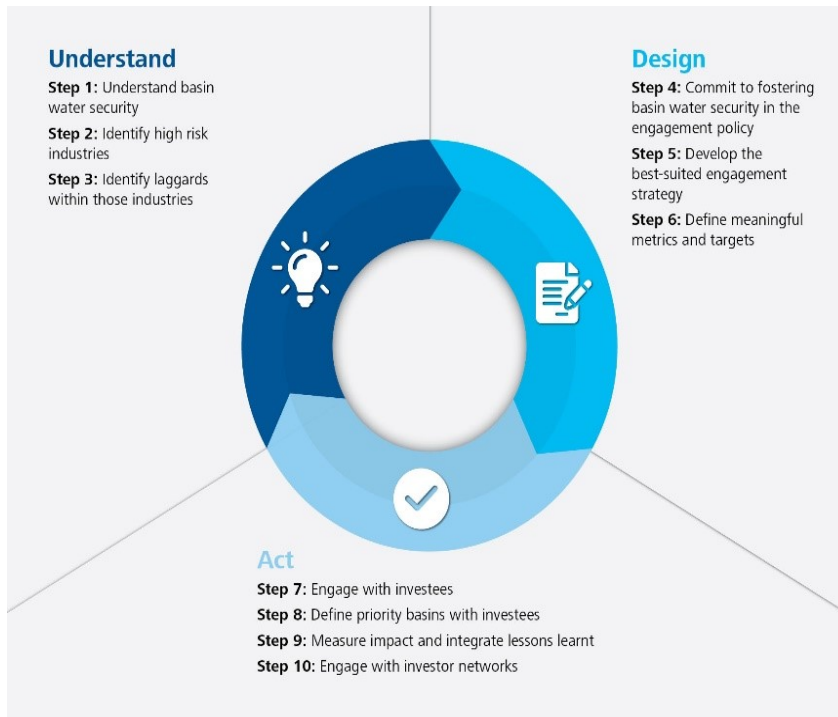 Understand
Step 1: Understand basin
water security
Step 2: Identify high risk
industries
Step 3: Identify laggards
within those industries
Design
Step 4: Commit to fostering
basin water security in the
engagement policy
Step 5: Develop the
best-suited engagement
strategy
Step 6: Define meaningful
metrics and targets
Act
Step 7: Engage with investees
Step 8: Define priority basins with investees
Step 9: Measure impact and integrate lessons learnt
Step 10: Engage with investor networks